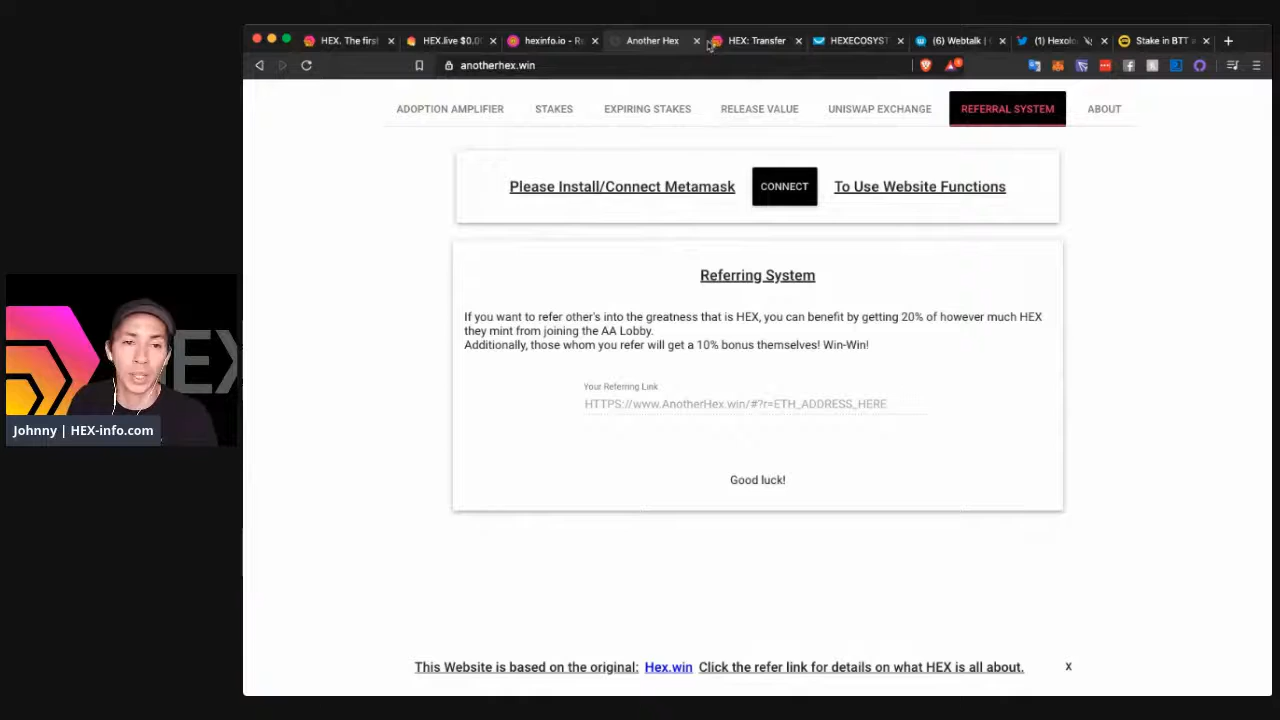 HEX. The first
HEX.live $0.0
hexinfo.io - Re
Another Hex
HEX: Transfer
HEXECOSYST
(6) Webtalk |
(1) Hexol
Stake in BTT
anotherhex.win
ADOPTION AMPLIFIER
STAKES
EXPIRING STAKES
RELEASE VALUE
UNISWAP EXCHANGE
REFERRAL SYSTEM
ABOUT
Please Install/Connect Metamask
CONNECT
To Use Website Functions
Referring System
If you want to refer other's into the greatness that is HEX, you can benefit by getting 20% of however much HEX
they mint from joining the AA Lobby.
Additionally, those whom you refer will get a 10% bonus themselves! Win-Win!
Your Referring Link
HTTPS://www.AnotherHex.win/#?r=ETH_ADDRESS_HERE
Good luck!
HEX
Johnny | HEX-info.com
This Website is based on the original: Hex.win Click the refer link for details on what HEX is all about.
X